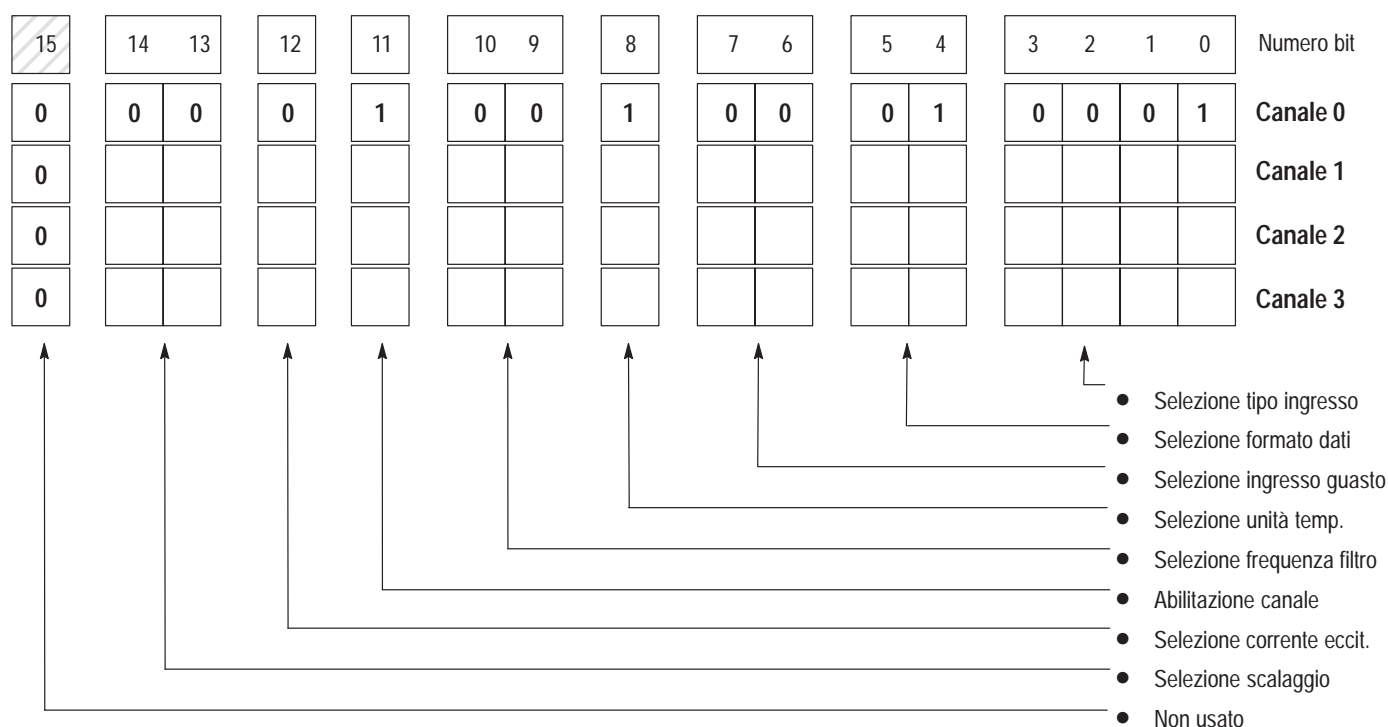 15 14 13 12 11 10 9 8 7 6 5 4 3 2 1 0 Numero bit
0 0 0 0 1 0 0 1 0 0 0 1 0 0 0 1 Canale 0
0 Canale 1
0 Canale 2
0 Canale 3
● Selezione tipo ingresso
● Selezione formato dati
● Selezione ingresso guasto
● Selezione unità temp.
● Selezione frequenza filtro
● Abilitazione canale
● Selezione corrente eccit.
● Selezione scalaggio
● Non usato